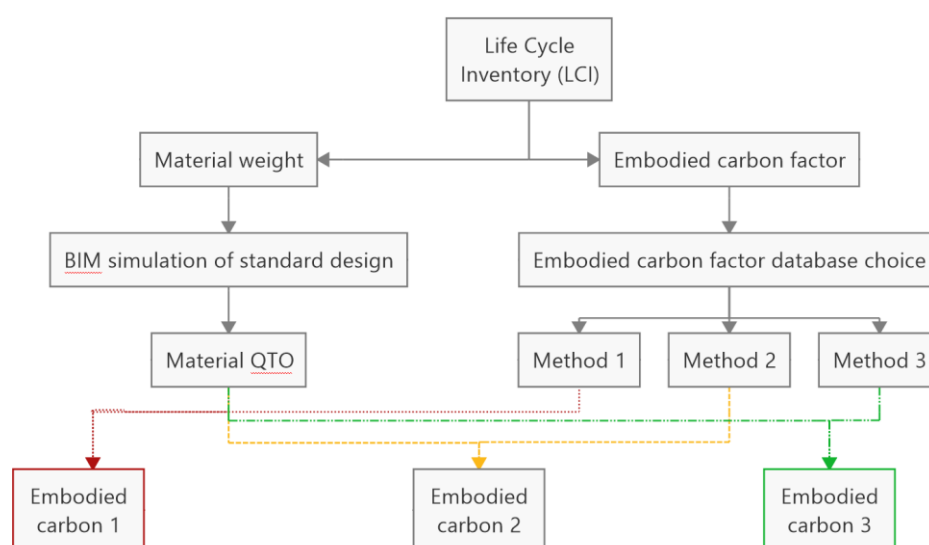 Life Cycle
Inventory (LCI)
Material weight
Embodied carbon factor
BIM simulation of standard design
Embodied carbon factor database choice
Material QTO
Method 1
Method 2
Method 3
Embodied
carbon 1
Embodied
carbon 2
Embodied
carbon 3